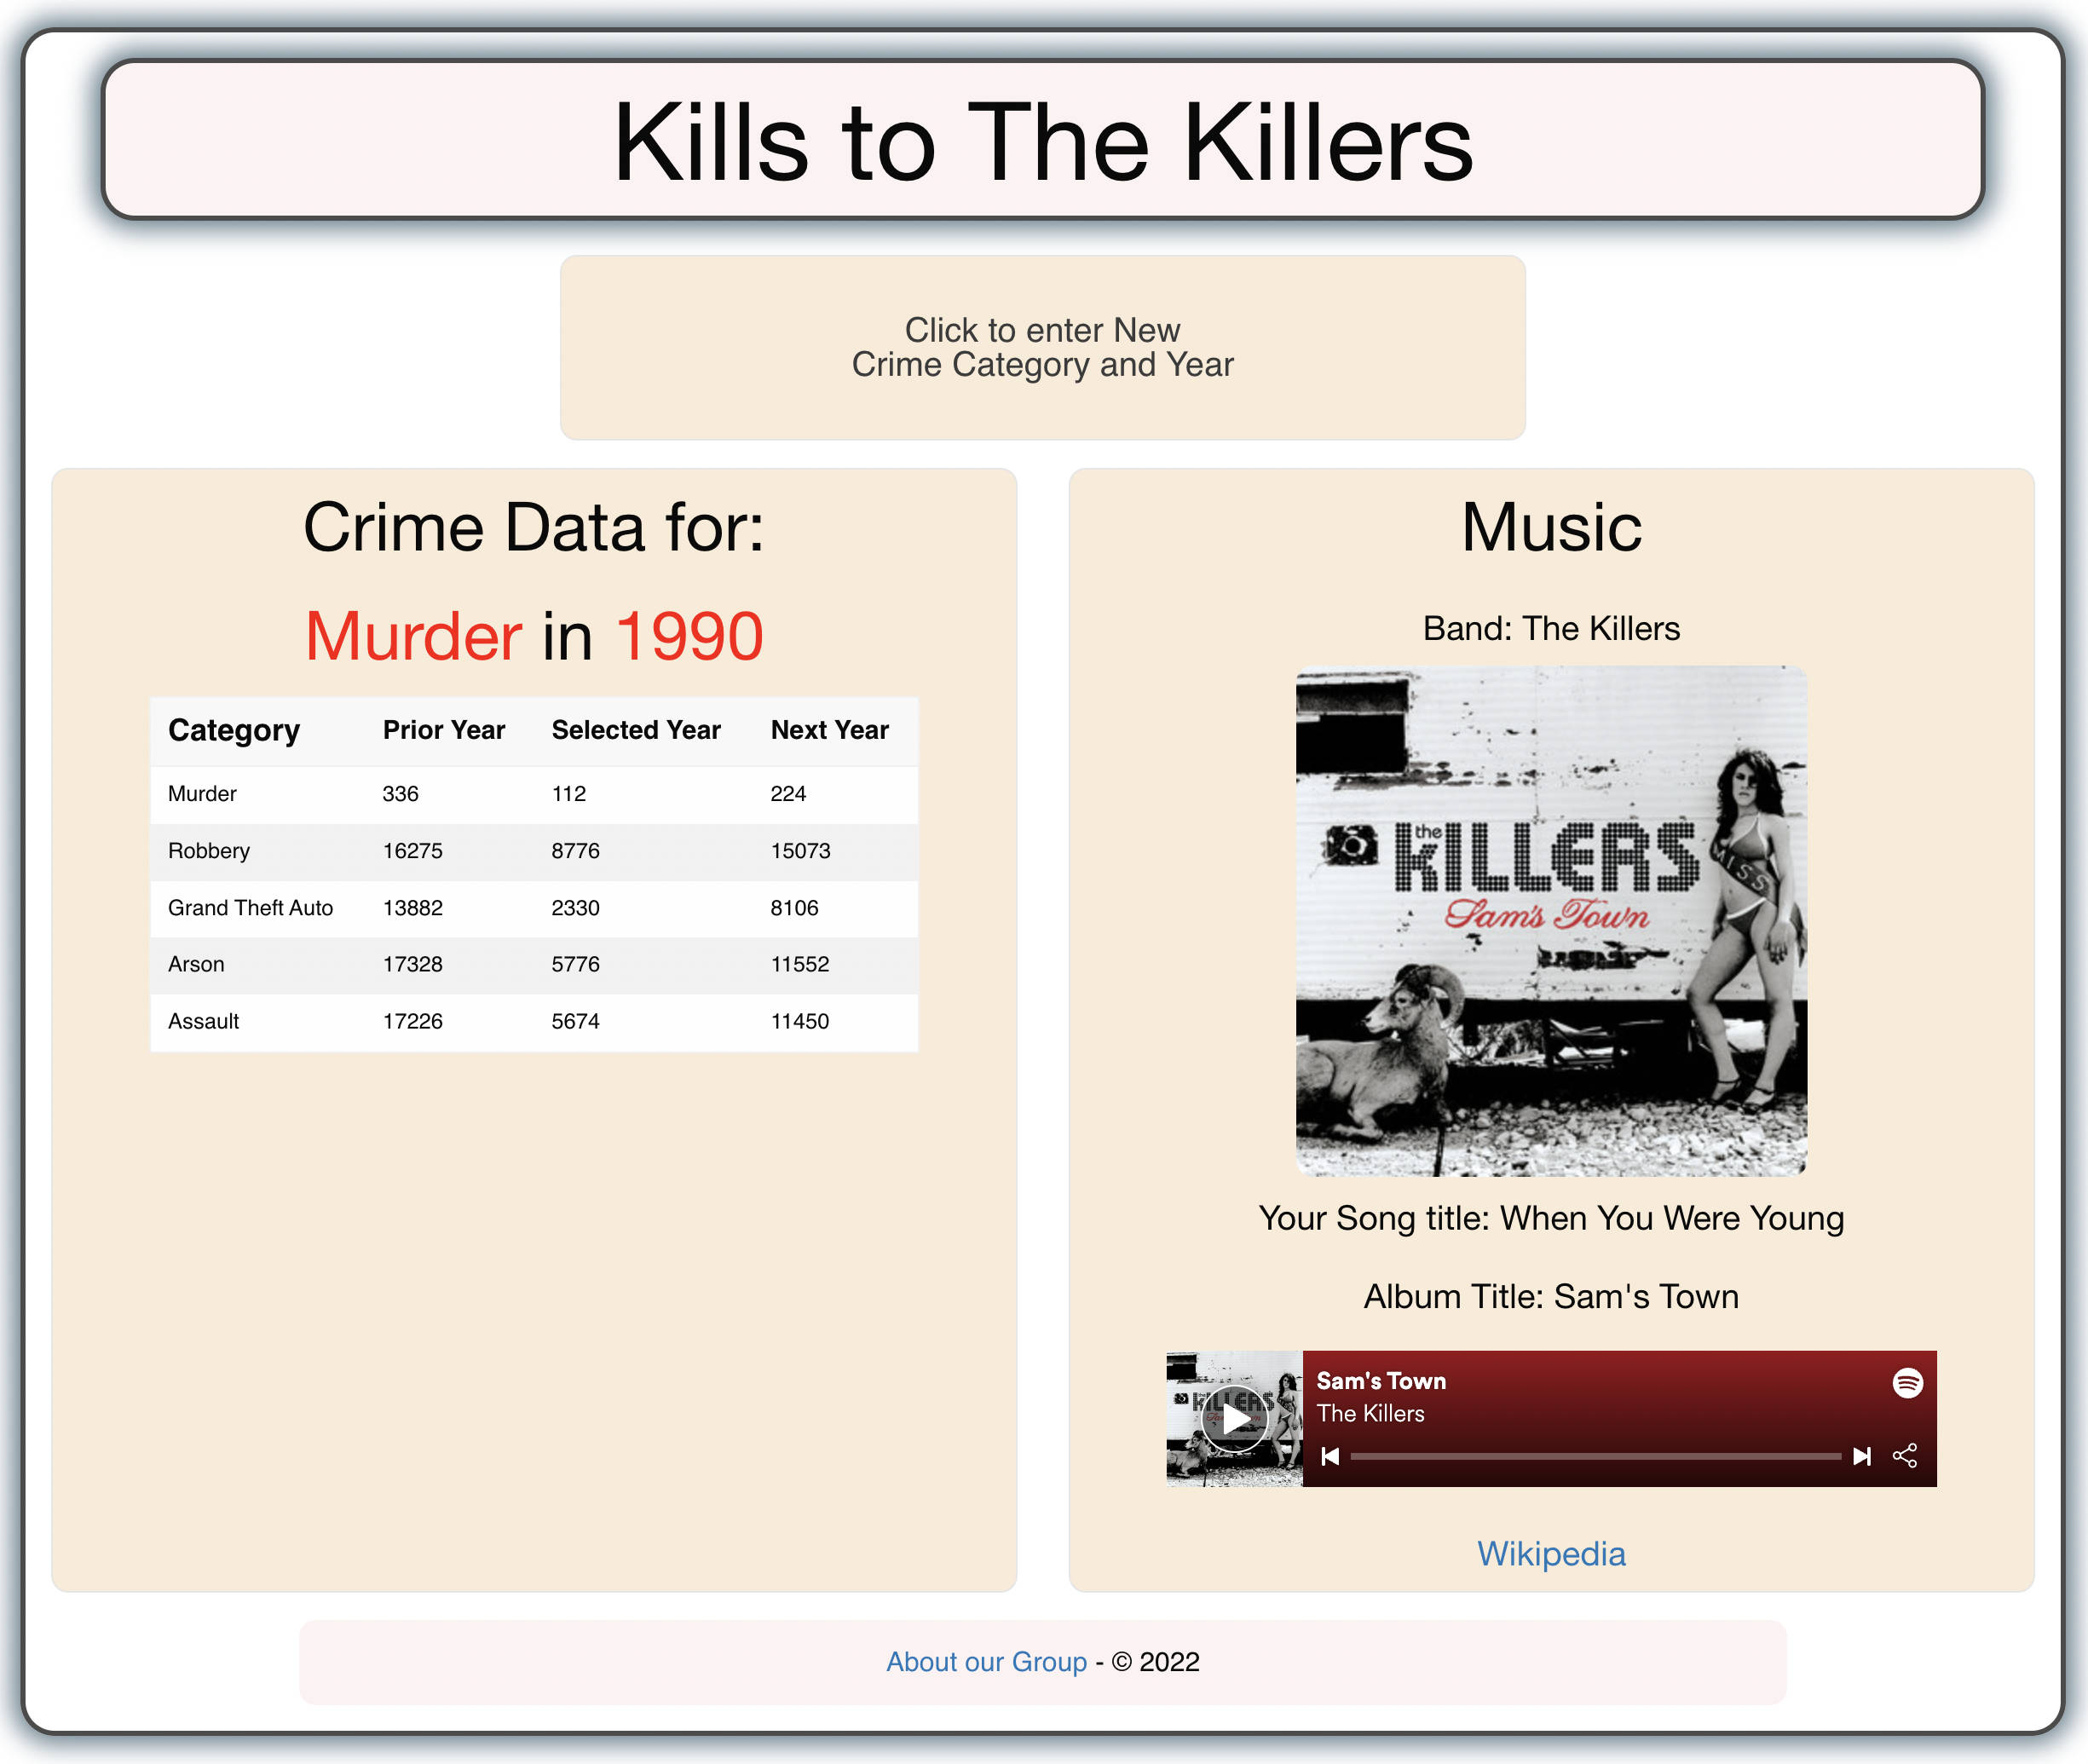 Kills to The Killers
Click to enter New
Crime Category and Year
Crime Data for:
Murder in 1990
Category Prior Year Selected Year Next Year
Murder 336 112 224
Robbery 16275 8776 15073
Grand Theft Auto 13882 2330 8106
Arson 17328 5776 11552
Assault 17226 5674 11450
Music
Band: The Killers
the
KILLERS
Sam's Town
MISS
Your Song title: When You Were Young
Album Title: Sam's Town
KILLERS
Sam's Town
Sam's Town
The Killers
Wikipedia
About our Group - © 2022